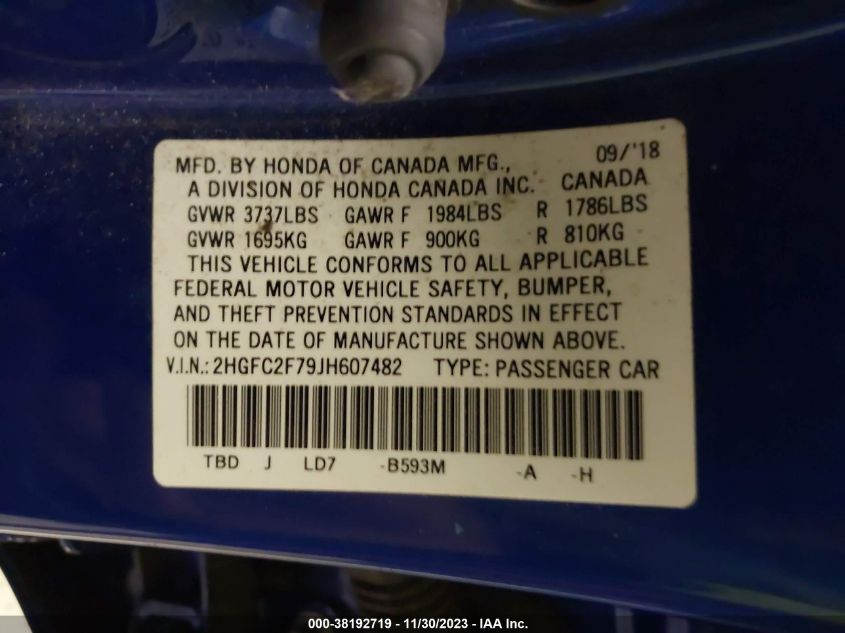 MFD. BY HONDA OF CANADA MFG., 09/'18
A DIVISION OF HONDA CANADA INC. CANADA
GVWR 3737LBS GAWR F 1984LBS R 1786LBS
GVWR 1695KG GAWR F 900KG R 810KG
THIS VEHICLE CONFORMS TO ALL APPLICABLE
FEDERAL MOTOR VEHICLE SAFETY, BUMPER,
AND THEFT PREVENTION STANDARDS IN EFFECT
ON THE DATE OF MANUFACTURE SHOWN ABOVE.
V.I.N.: 2HGFC2F79JH607482 TYPE: PASSENGER CAR
TBD J LD7 -B593M -A -H
000-38192719 - 11/30/2023 - IAA Inc.